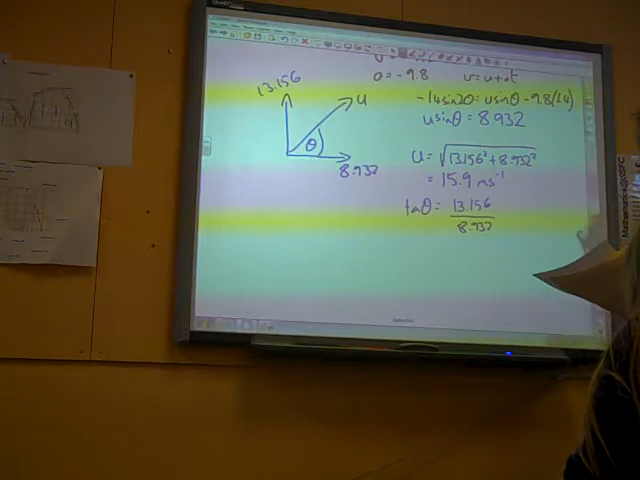 a = -9.8
v = u + at
-14sin20 = usinθ - 9.8(1.4)
usinθ = 8.932
13.156
u
θ
8.932
u = √13.156² + 8.932²
= 15.9 ms⁻¹
tanθ = 13.156
8.932